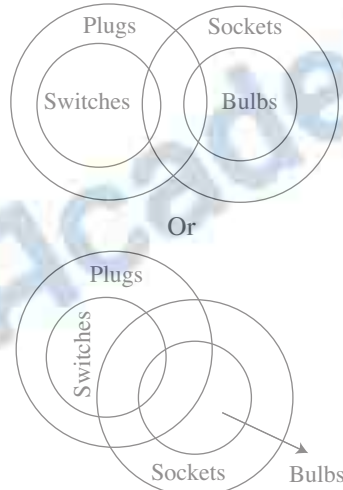 Plugs Sockets
Switches Bulbs
Or
Plugs
Switches
Sockets
Bulbs